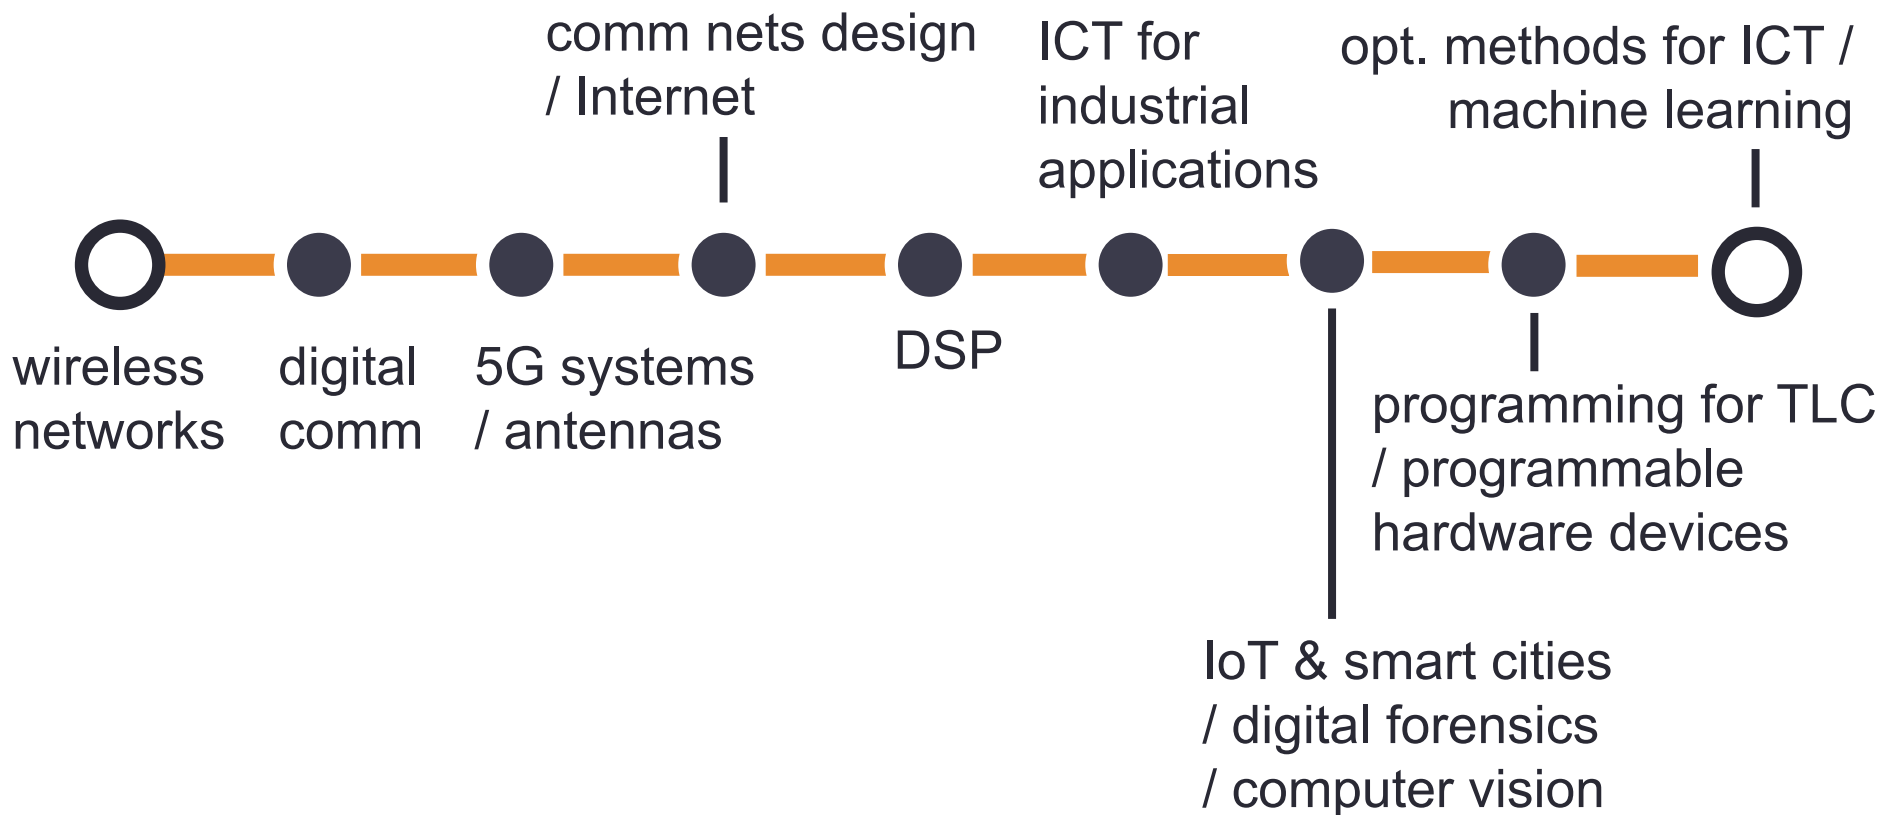 comm nets design
/ Internet
ICT for
industrial
applications
opt. methods for ICT /
machine learning
wireless
networks
digital
comm
5G systems
/ antennas
DSP
programming for TLC
/ programmable
hardware devices
IoT & smart cities
/ digital forensics
/ computer vision